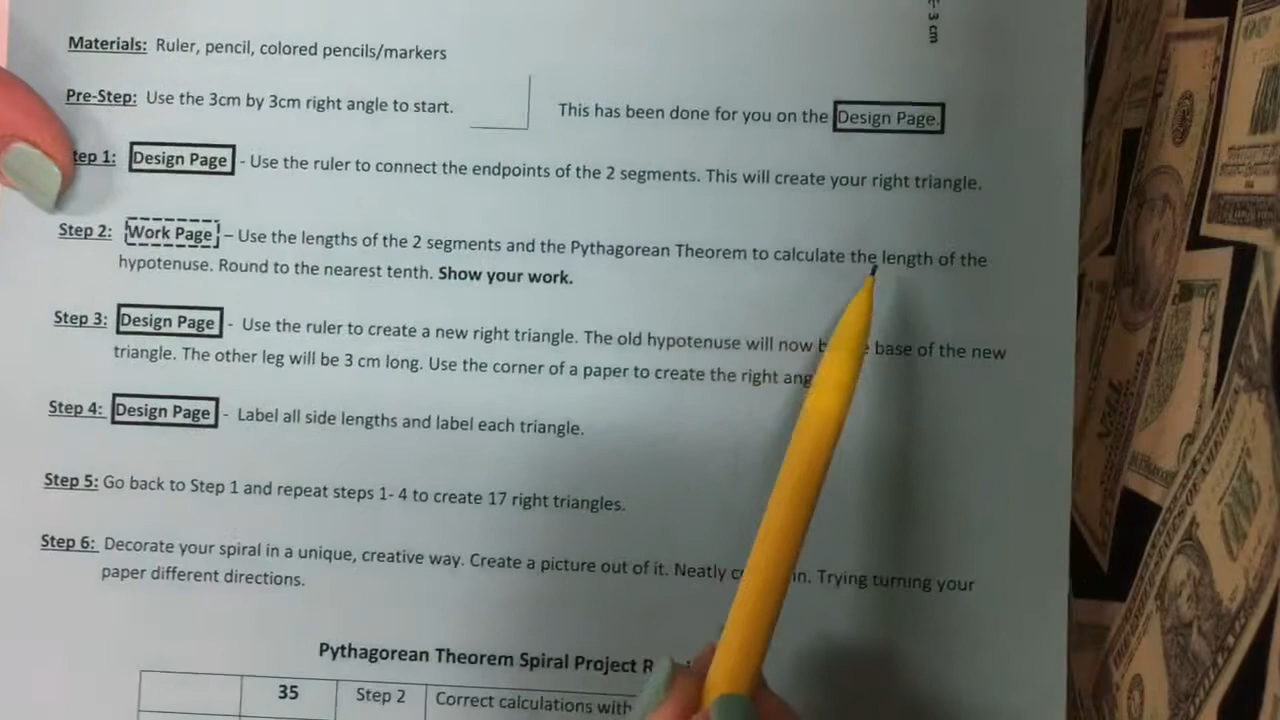 3 cm
Materials: Ruler, pencil, colored pencils/markers
Pre-Step: Use the 3cm by 3cm right angle to start. This has been done for you on the Design Page.
tep 1: Design Page - Use the ruler to connect the endpoints of the 2 segments. This will create your right triangle.
Step 2: Work Page – Use the lengths of the 2 segments and the Pythagorean Theorem to calculate the length of the
hypotenuse. Round to the nearest tenth. Show your work.
Step 3: Design Page - Use the ruler to create a new right triangle. The old hypotenuse will now base of the new
triangle. The other leg will be 3 cm long. Use the corner of a paper to create the right ang
Step 4: Design Page - Label all side lengths and label each triangle.
Step 5: Go back to Step 1 and repeat steps 1- 4 to create 17 right triangles.
Step 6: Decorate your spiral in a unique, creative way. Create a picture out of it. Neatly in. Trying turning your
paper different directions.
Pythagorean Theorem Spiral Project R
35 Step 2 Correct calculations with